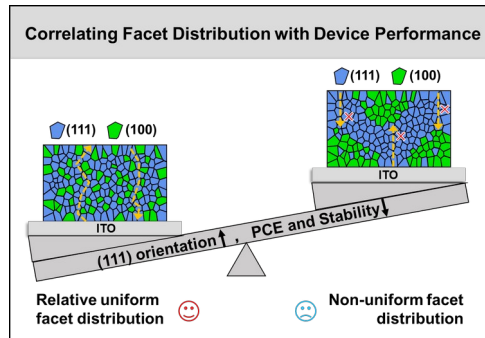 Correlating Facet Distribution with Device Performance
(111) (100)
(111) (100)
ITO
ITO
(111) orientation↑ , PCE and Stability↓
Relative uniform
facet distribution
Non-uniform facet
distribution